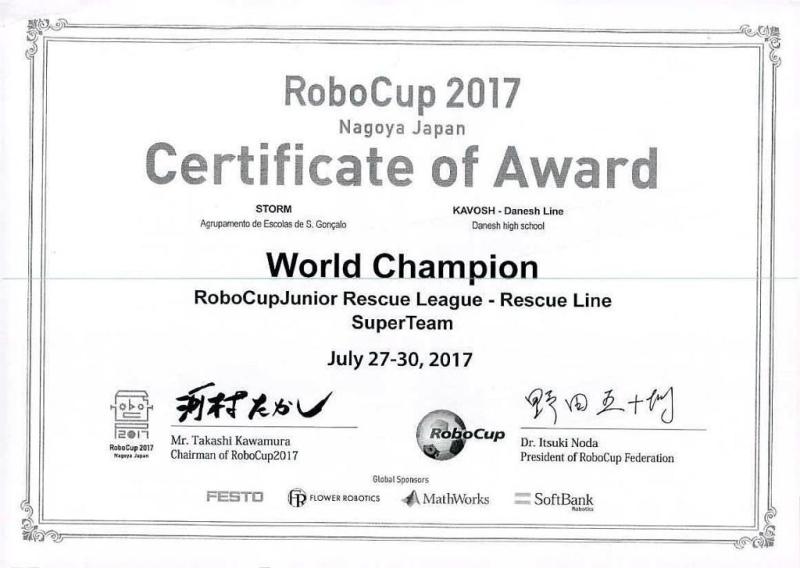 RoboCup 2017
Nagoya Japan
Certificate of Award
STORM
Agrupamento de Escolas de S. Gonçalo
KAVOSH - Danesh Line
Danesh high school
World Champion
RoboCupJunior Rescue League - Rescue Line
SuperTeam
July 27-30, 2017
2017
RoboCup 2017
Nagoya Japan
河村たかし
Mr. Takashi Kawamura
Chairman of RoboCup2017
RoboCup
野田五十樹
Dr. Itsuki Noda
President of RoboCup Federation
Global Sponsors
FESTO
FR FLOWER ROBOTICS
MathWorks
SoftBank
Robotics